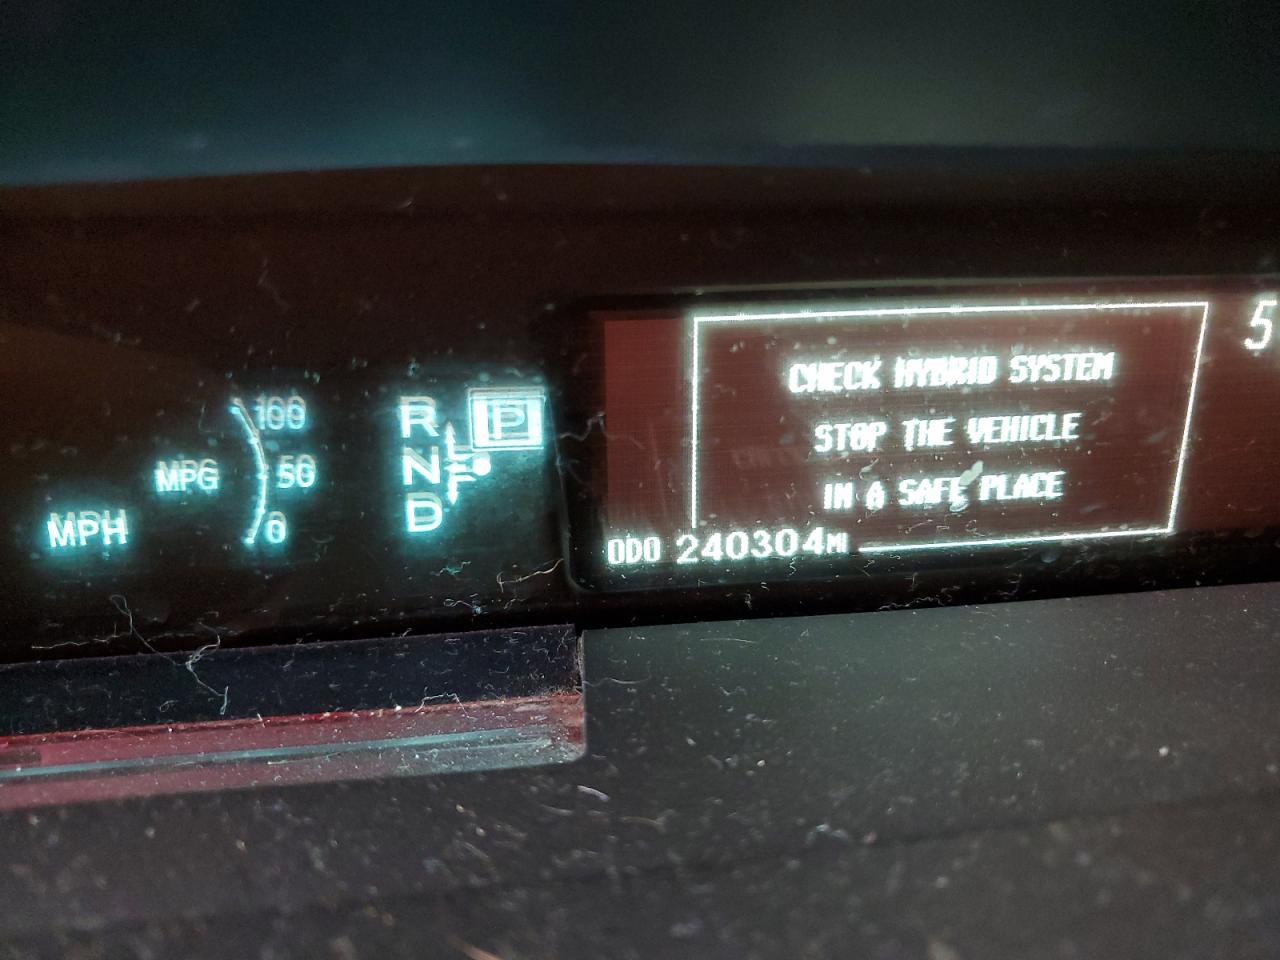 100
MPG 50
MPH 0
R P
N
D
CHECK HYBRID SYSTEM
STOP THE VEHICLE
IN A SAFE PLACE
ODO 240304MI
5